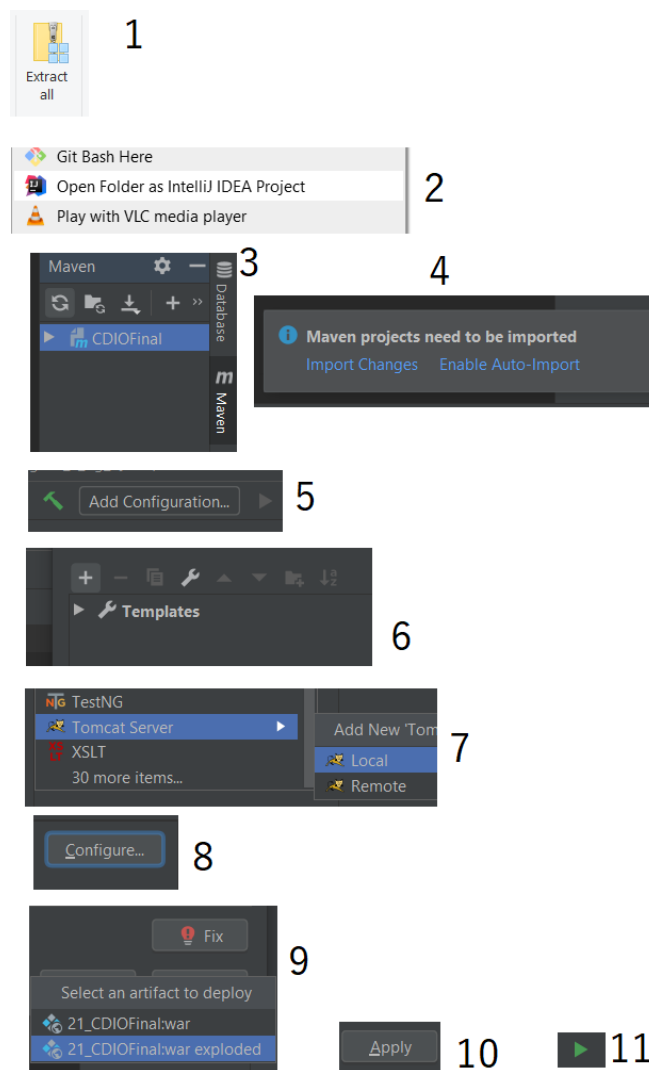 1
Extract
all
Git Bash Here
Open Folder as IntelliJ IDEA Project
Play with VLC media player
2
Maven
CDIOFinal
Database
Maven
3
4
Maven projects need to be imported
Import Changes Enable Auto-Import
Add Configuration...
5
Templates
6
NG TestNG
Tomcat Server
XSLT
30 more items...
Add New 'Tom
Local
Remote
7
Configure...
8
Fix
9
Select an artifact to deploy
21_CDIOFinal:war
21_CDIOFinal:war exploded
Apply
10
11